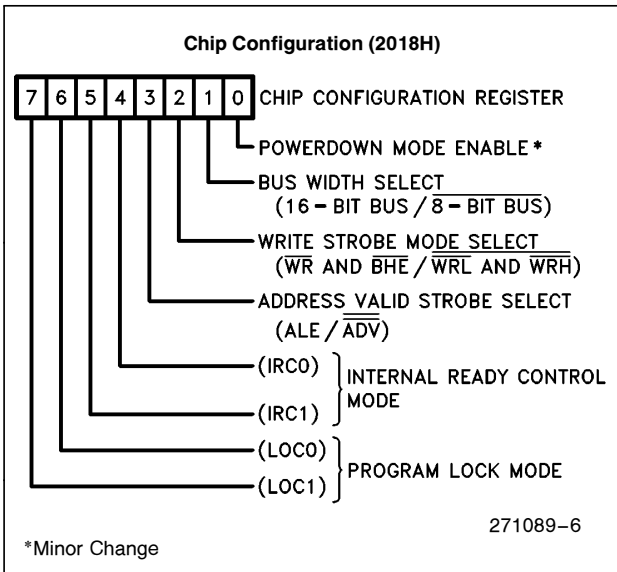 Chip Configuration (2018H)
7 6 5 4 3 2 1 0 CHIP CONFIGURATION REGISTER
POWERDOWN MODE ENABLE*
BUS WIDTH SELECT
(16-BIT BUS / 8-BIT BUS)
WRITE STROBE MODE SELECT
(WR AND BHE / WRL AND WRH)
ADDRESS VALID STROBE SELECT
(ALE / ADV)
(IRC0)
INTERNAL READY CONTROL
MODE
(IRC1)
(LOC0)
PROGRAM LOCK MODE
(LOC1)
271089-6
*Minor Change